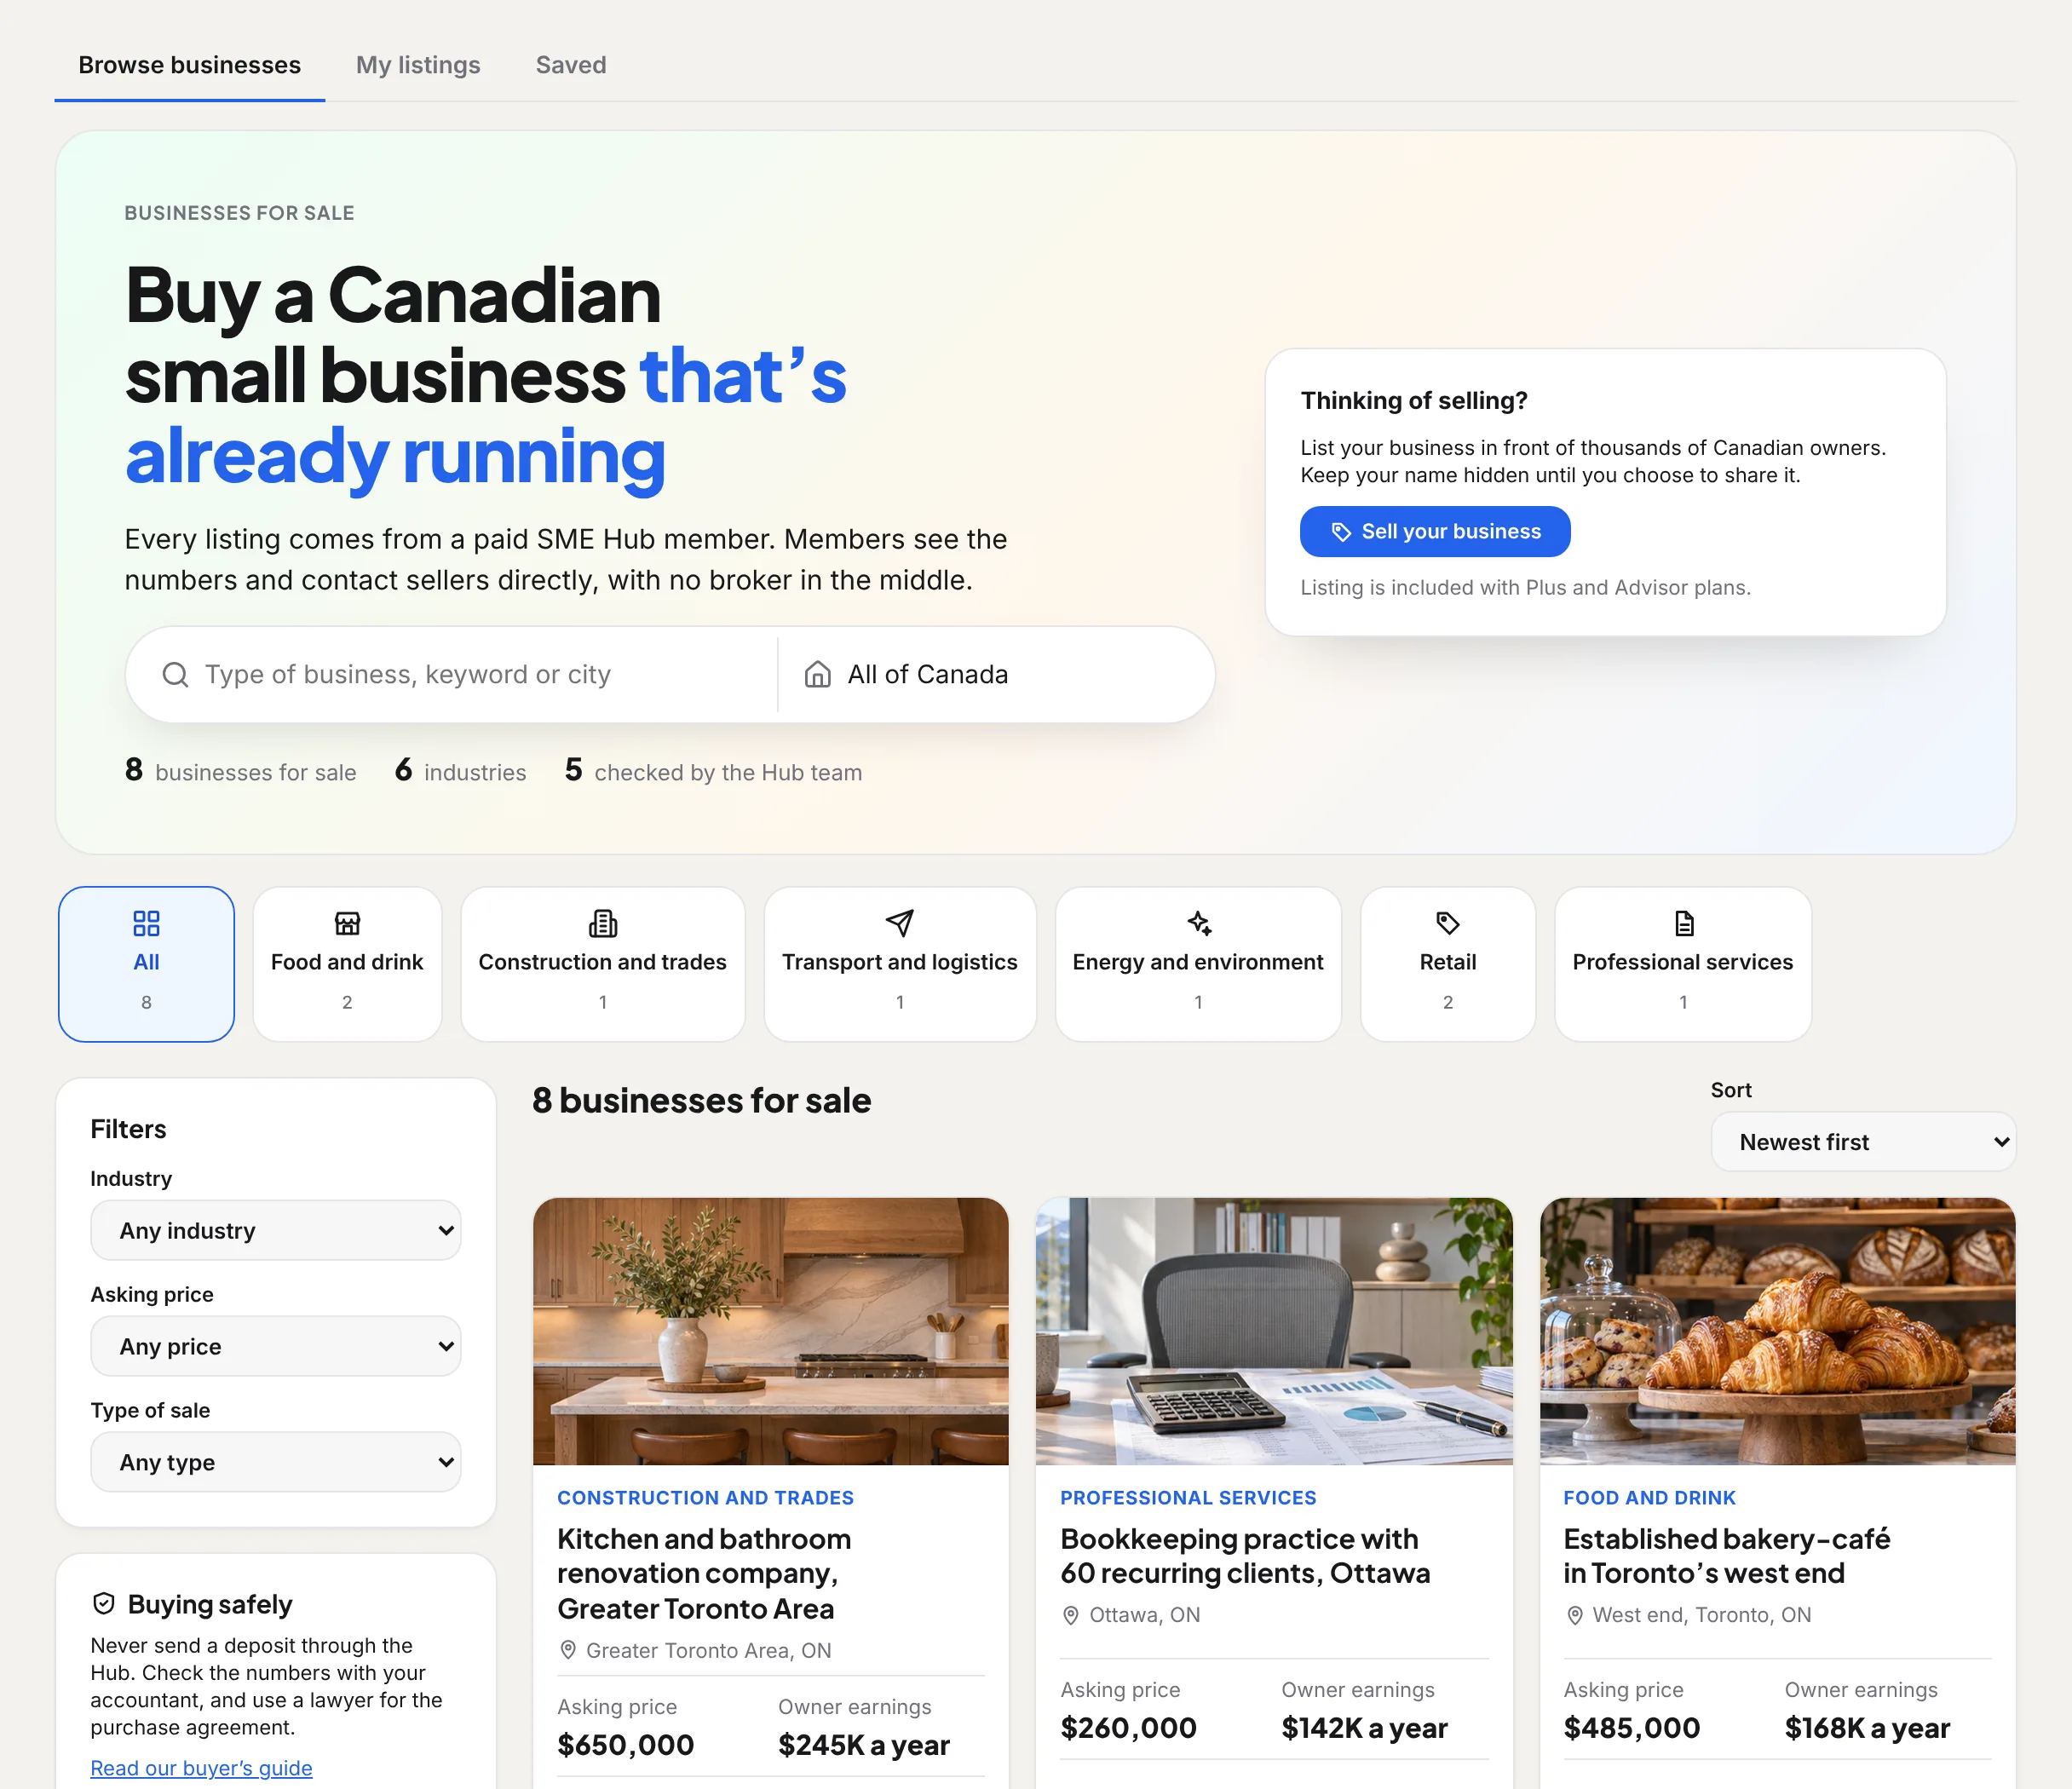 Browse businesses
My listings
Saved
BUSINESSES FOR SALE
Buy a Canadian
small business that’s
already running
Every listing comes from a paid SME Hub member. Members see the
numbers and contact sellers directly, with no broker in the middle.
Type of business, keyword or city
All of Canada
8 businesses for sale
6 industries
5 checked by the Hub team
Thinking of selling?
List your business in front of thousands of Canadian owners.
Keep your name hidden until you choose to share it.
Sell your business
Listing is included with Plus and Advisor plans.
All
8
Food and drink
2
Construction and trades
1
Transport and logistics
1
Energy and environment
1
Retail
2
Professional services
1
Filters
Industry
Any industry
Asking price
Any price
Type of sale
Any type
Buying safely
Never send a deposit through the
Hub. Check the numbers with your
accountant, and use a lawyer for the
purchase agreement.
Read our buyer’s guide
8 businesses for sale
Sort
Newest first
CONSTRUCTION AND TRADES
Kitchen and bathroom
renovation company,
Greater Toronto Area
Greater Toronto Area, ON
Asking price
$650,000
Owner earnings
$245K a year
PROFESSIONAL SERVICES
Bookkeeping practice with
60 recurring clients, Ottawa
Ottawa, ON
Asking price
$260,000
Owner earnings
$142K a year
FOOD AND DRINK
Established bakery-café
in Toronto’s west end
West end, Toronto, ON
Asking price
$485,000
Owner earnings
$168K a year